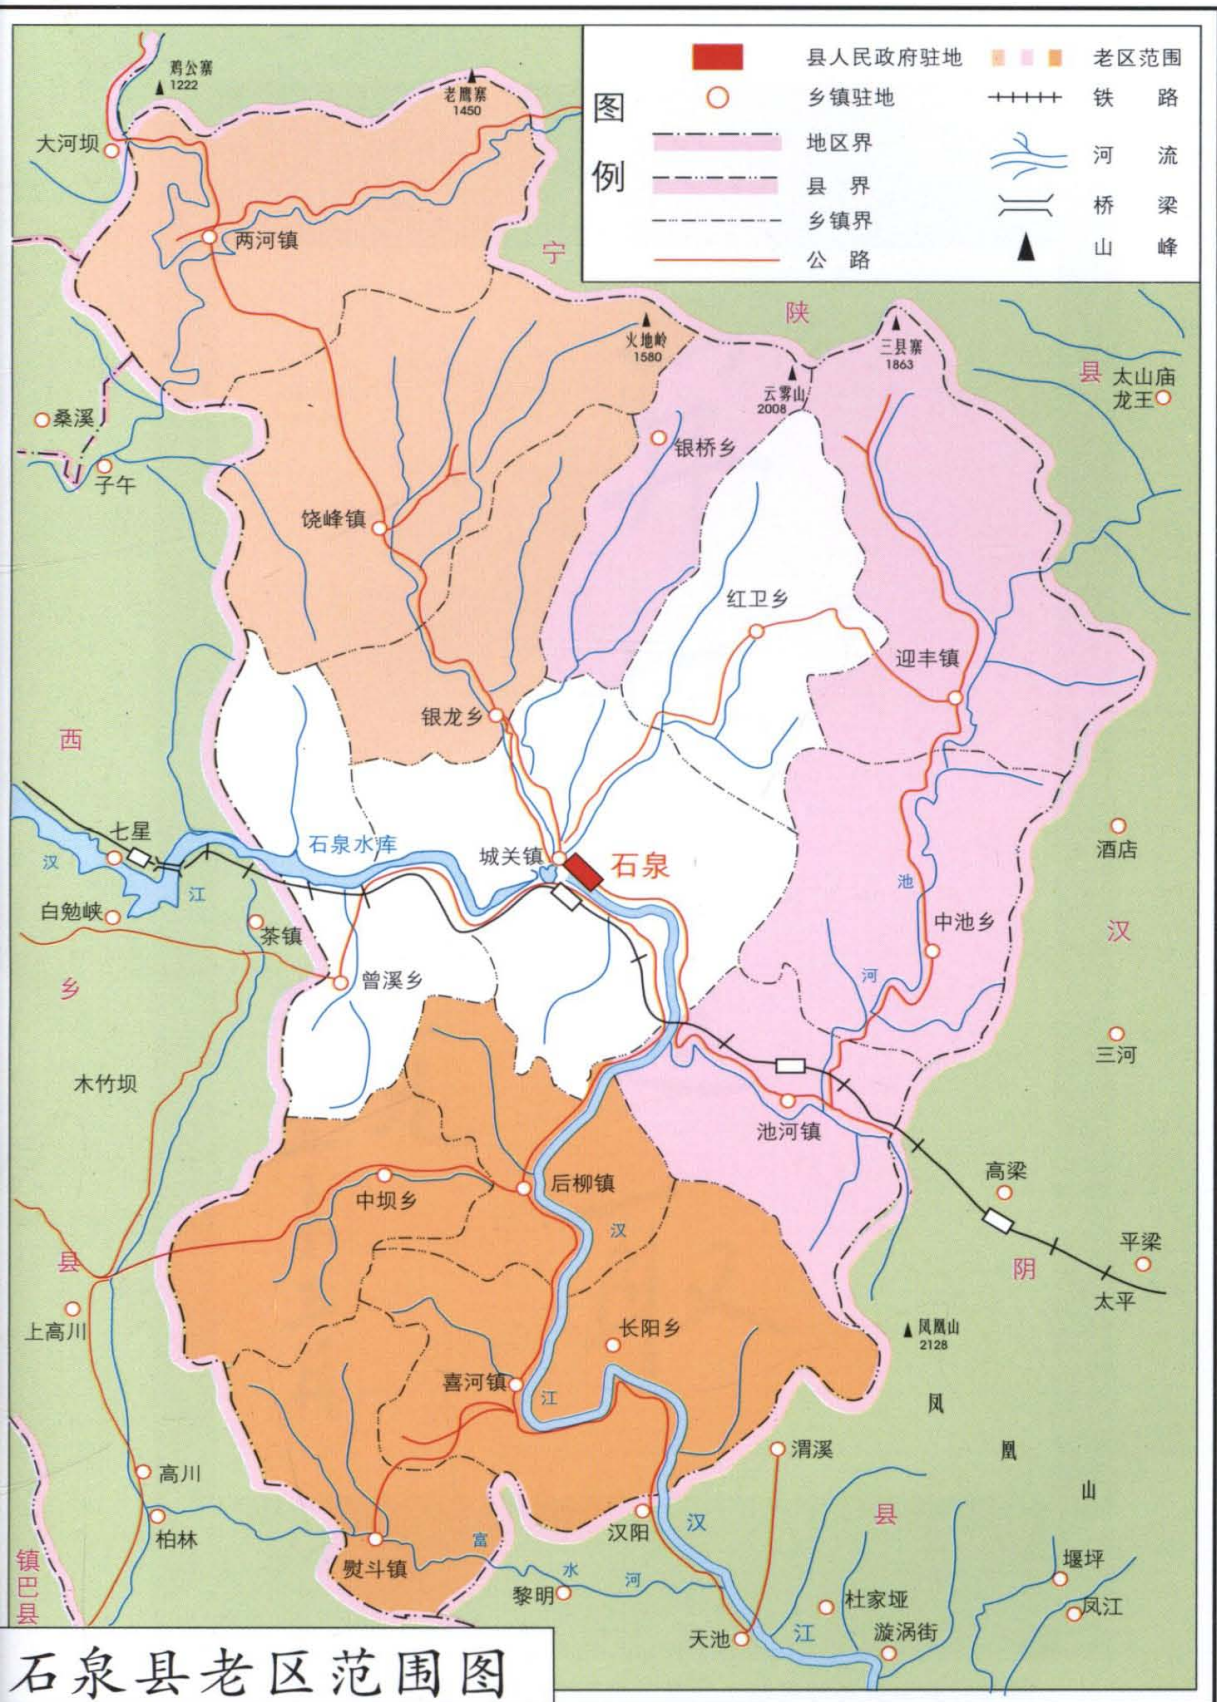 图例
县人民政府驻地
老区范围
乡镇驻地
铁 路
地区界
河 流
县 界
桥 梁
乡镇界
山 峰
公 路
鸡公寨
1222
老鹰寨
1450
大河坝
两河镇
宁
陕
县
火地岭
1580
云雾山
2008
三县寨
1863
太山庙
龙王
桑溪
子午
银桥乡
饶峰镇
红卫乡
迎丰镇
银龙乡
西
乡
县
七星
汉
江
石泉水库
城关镇
石泉
酒店
白勉峡
茶镇
池
河
中池乡
汉
曾溪乡
三河
木竹坝
池河镇
高梁
中坝乡
后柳镇
汉
平梁
阴
太平
上高川
长阳乡
凤凰山
2128
喜河镇
江
凤
凰
山
渭溪
高川
柏林
汉阳
汉
县
富
水
河
熨斗镇
镇巴县
黎明
堰坪
杜家垭
凤江
天池
江
漩涡街
石泉县老区范围图